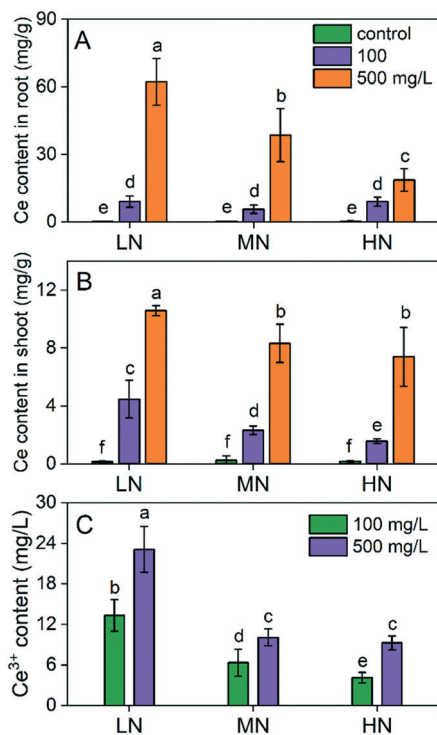 A
Ce content in root (mg/g)
90
60
30
0
control
100
500 mg/L
e
d
a
e
d
b
e
d
c
LN
MN
HN
B
Ce content in shoot (mg/g)
12
8
4
0
f
c
a
f
d
b
f
e
b
LN
MN
HN
C
Ce³⁺ content (mg/L)
30
24
18
12
6
0
100 mg/L
500 mg/L
b
a
d
c
e
c
LN
MN
HN